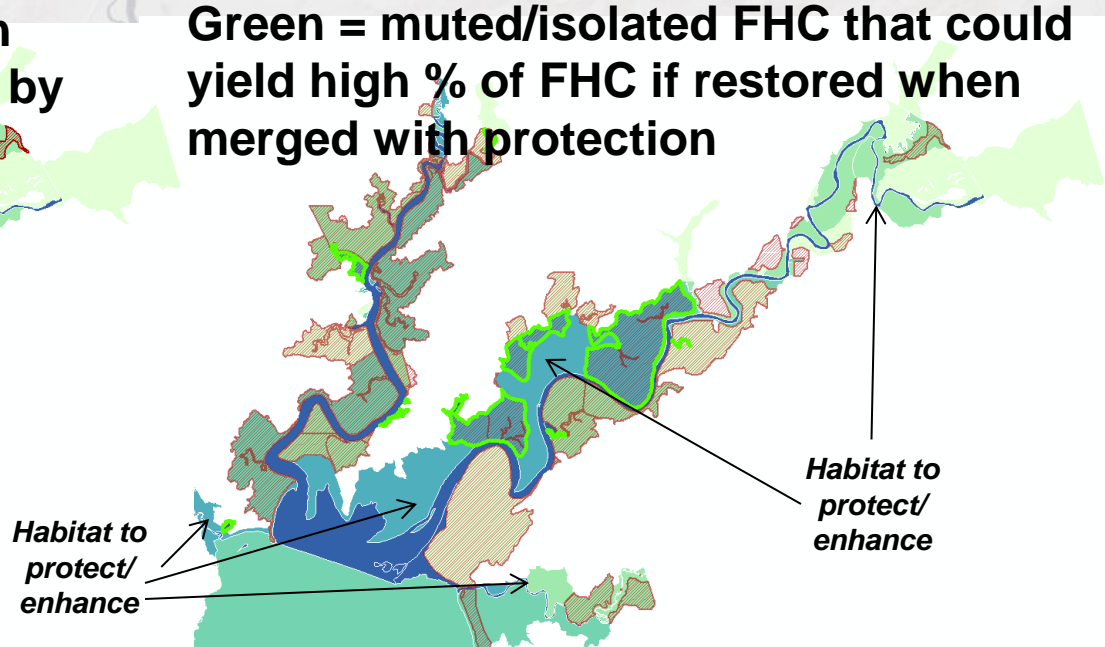 Green = muted/isolated FHC that could
by
yield high % of FHC if restored when
merged with protection
Habitat to
protect/
enhance
Habitat to
protect/
enhance